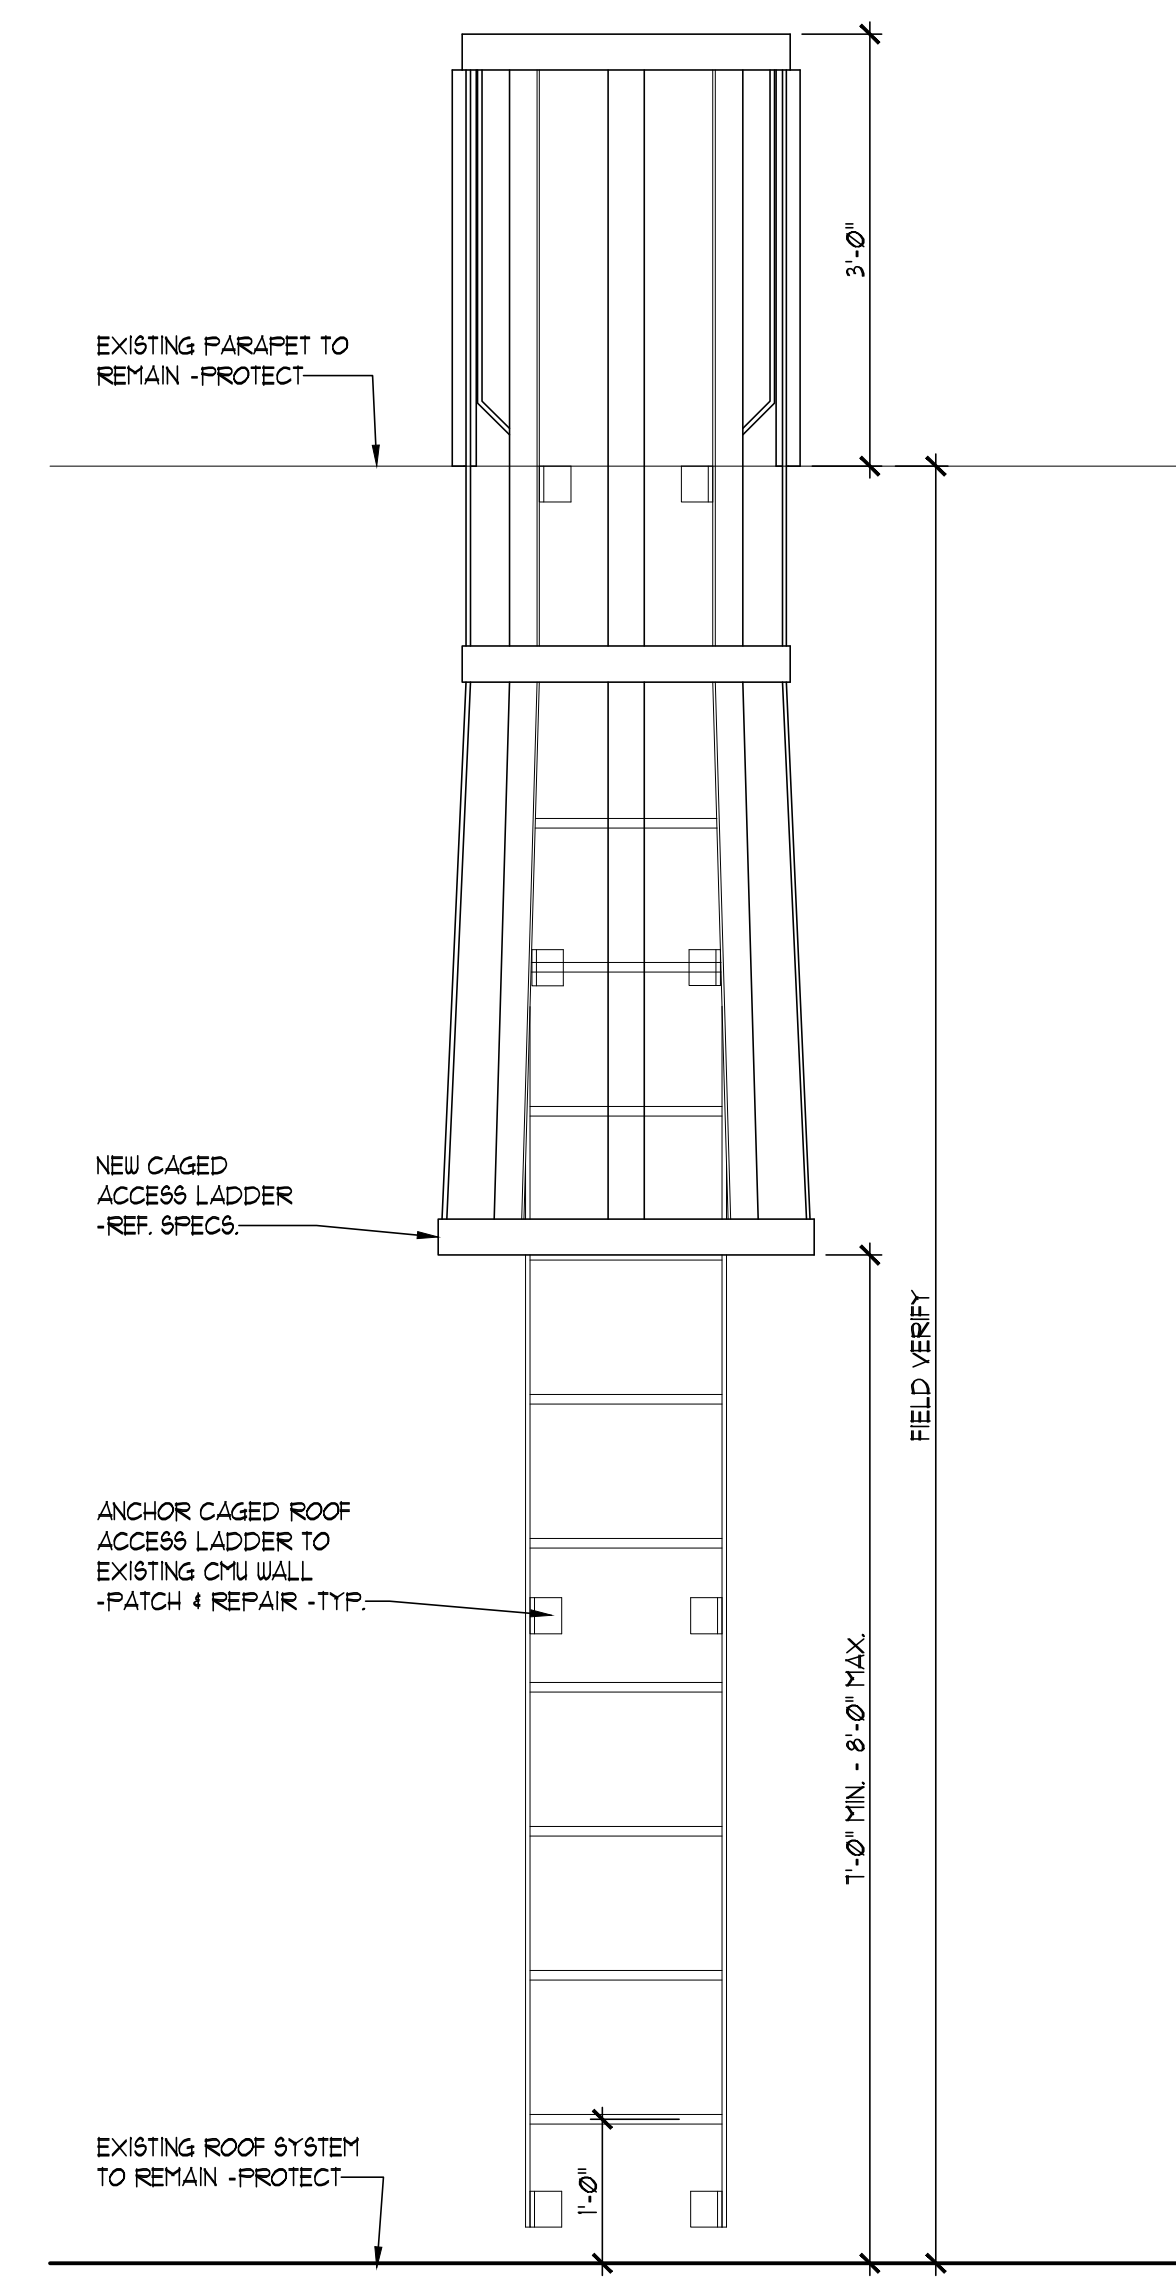 3'-0"
EXISTING PARAPET TO
REMAIN -PROTECT
NEW CAGED
ACCESS LADDER
-REF. SPECS.
FIELD VERIFY
ANCHOR CAGED ROOF
ACCESS LADDER TO
EXISTING CMU WALL
-PATCH & REPAIR -TYP.
7'-0" MIN. - 8'-0" MAX.
EXISTING ROOF SYSTEM
TO REMAIN -PROTECT
1'-0"